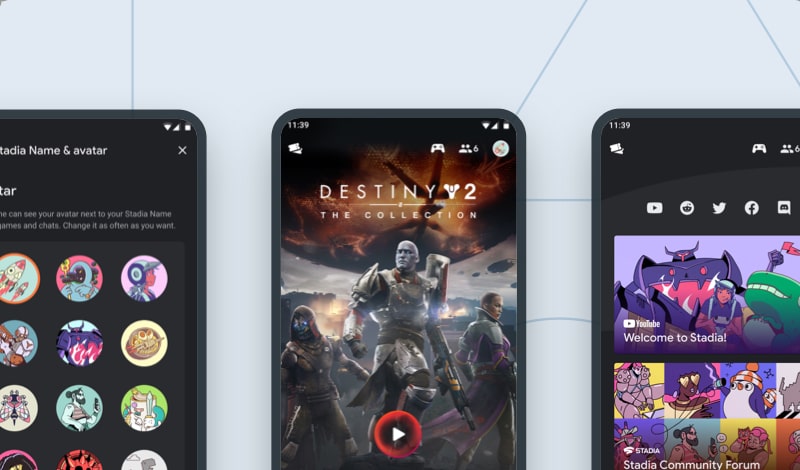 tadia Name & avatar
tar
ne can see your avatar next to your Stadia Name
games and chats. Change it as often as you want.
11:39
6
DESTINY 2
THE COLLECTION
11:39
6
YouTube
Welcome to Stadia!
STADIA
Stadia Community Forum